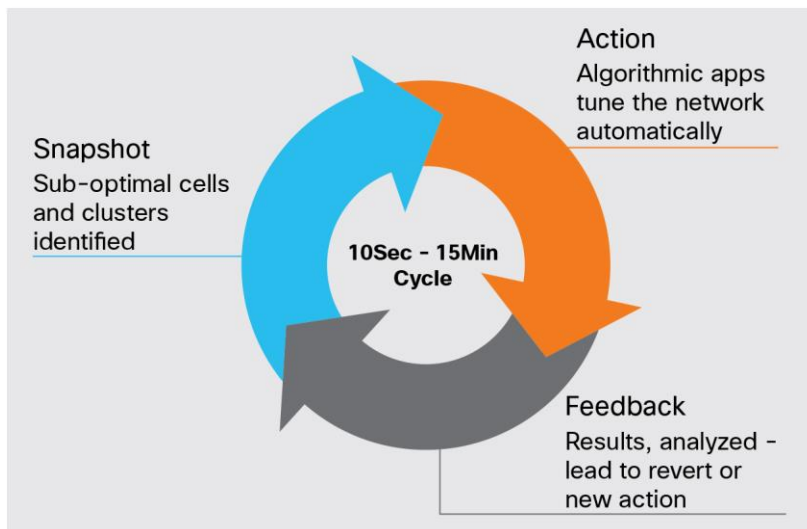 Action
Algorithmic apps
tune the network
automatically
Snapshot
Sub-optimal cells
and clusters
identified
10Sec - 15Min
Cycle
Feedback
Results, analyzed -
lead to revert or
new action